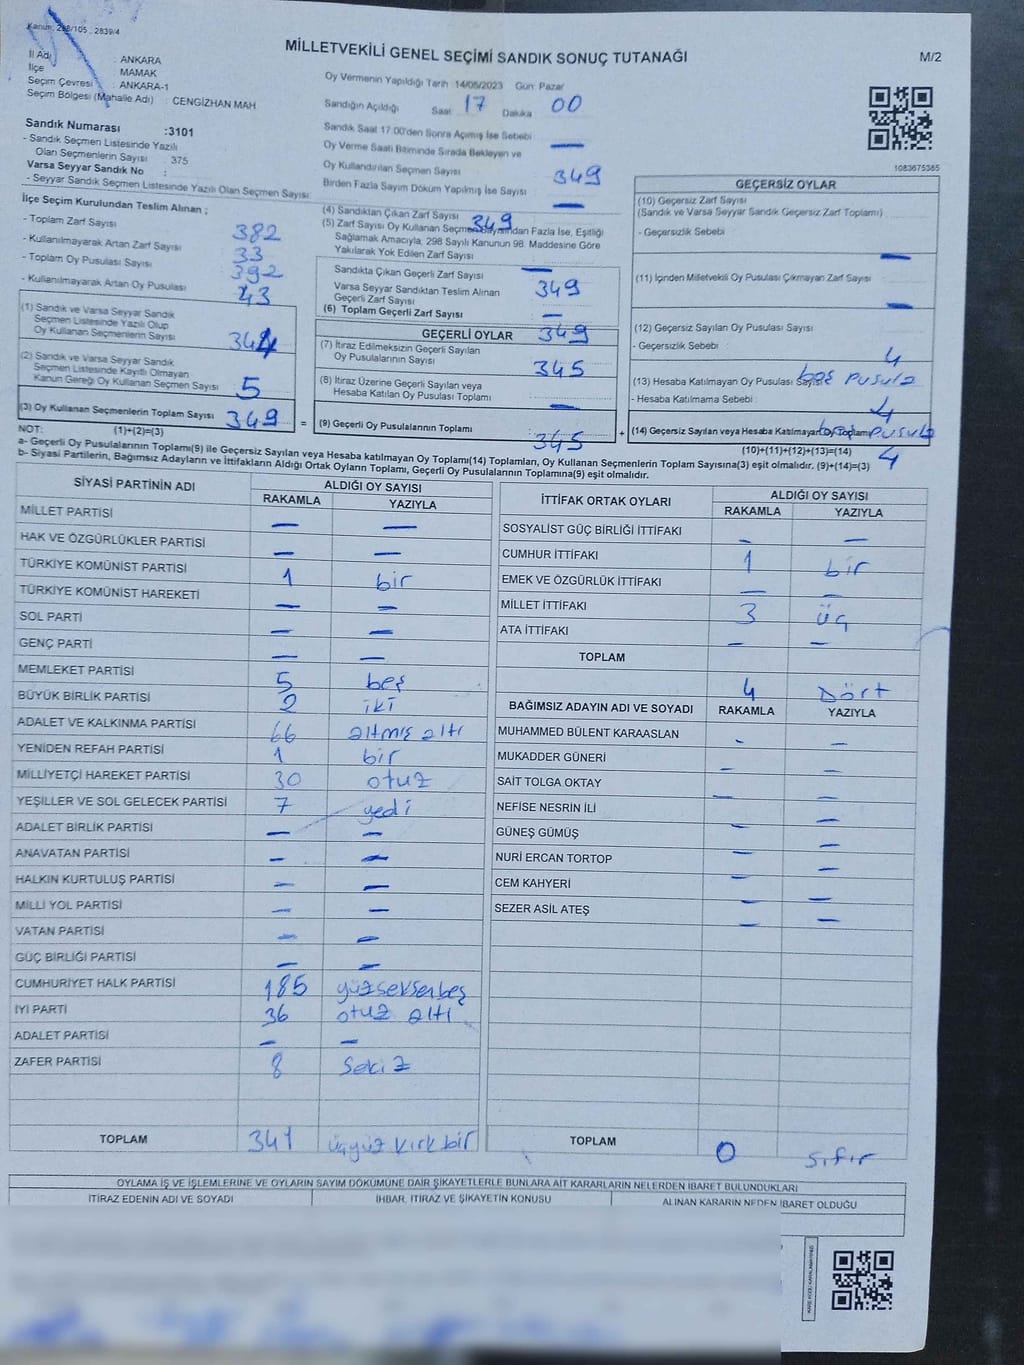 Kanun: 298/105 , 2839/4
MİLLETVEKİLİ GENEL SEÇİMİ SANDIK SONUÇ TUTANAĞI
M/2
İl Adı : ANKARA
İlçe : MAMAK
Seçim Çevresi : ANKARA-1
Seçim Bölgesi (Mahalle Adı) : CENGİZHAN MAH
Sandık Numarası :3101
- Sandık Seçmen Listesinde Yazılı
Olan Seçmenlerin Sayısı : 375
Varsa Seyyar Sandık No :
- Seyyar Sandık Seçmen Listesinde Yazılı Olan Seçmen Sayısı
Oy Vermenin Yapıldığı Tarih :14/05/2023 Gün: Pazar
Sandığın Açıldığı Saat 17 Dakika 00
Sandık Saat 17:00'den Sonra Açılmış İse Sebebi —
Oy Verme Saati Bitiminde Sırada Bekleyen ve
Oy Kullandırılan Seçmen Sayısı 349
Birden Fazla Sayım Döküm Yapılmış İse Sayısı —
1083675385
İlçe Seçim Kurulundan Teslim Alınan ;
- Toplam Zarf Sayısı 382
- Kullanılmayarak Artan Zarf Sayısı 33
- Toplam Oy Pusulası Sayısı 392
- Kullanılmayarak Artan Oy Pusulası 43
(1) Sandık ve Varsa Seyyar Sandık
Seçmen Listesinde Yazılı Olup
Oy Kullanan Seçmenlerin Sayısı 344
(2) Sandık ve Varsa Seyyar Sandık
Seçmen Listesinde Kayıtlı Olmayan
Kanun Gereği Oy Kullanan Seçmen Sayısı 5
(3) Oy Kullanan Seçmenlerin Toplam Sayısı 349 =
(1)+(2)=(3)
(4) Sandıktan Çıkan Zarf Sayısı 349
(5) Zarf Sayısı Oy Kullanan Seçmen Sayısından Fazla İse, Eşitliği
Sağlamak Amacıyla, 298 Sayılı Kanunun 98. Maddesine Göre
Yakılarak Yok Edilen Zarf Sayısı —
Sandıkta Çıkan Geçerli Zarf Sayısı 349
Varsa Seyyar Sandıktan Teslim Alınan
Geçerli Zarf Sayısı —
(6) Toplam Geçerli Zarf Sayısı 349
GEÇERLİ OYLAR
(7) İtiraz Edilmeksizin Geçerli Sayılan
Oy Pusulalarının Sayısı 345
(8) İtiraz Üzerine Geçerli Sayılan veya
Hesaba Katılan Oy Pusulası Toplamı —
(9) Geçerli Oy Pusulalarının Toplamı 345 +
GEÇERSİZ OYLAR
(10) Geçersiz Zarf Sayısı
(Sandık ve Varsa Seyyar Sandık Geçersiz Zarf Toplamı)
- Geçersizlik Sebebi —
(11) İçinden Milletvekili Oy Pusulası Çıkmayan Zarf Sayısı —
(12) Geçersiz Sayılan Oy Pusulası Sayısı 4
- Geçersizlik Sebebi : boş pusula
(13) Hesaba Katılmayan Oy Pusulası Sayısı 4
- Hesaba Katılmama Sebebi : boş pusula
(14) Geçersiz Sayılan veya Hesaba Katılmayan Oy Toplamı 4
(10)+(11)+(12)+(13)=(14)
NOT:
a- Geçerli Oy Pusulalarının Toplamı(9) ile Geçersiz Sayılan veya Hesaba katılmayan Oy Toplamı(14) Toplamları, Oy Kullanan Seçmenlerin Toplam Sayısına(3) eşit olmalıdır. (9)+(14)=(3)
b- Siyasi Partilerin, Bağımsız Adayların ve İttifakların Aldığı Ortak Oyların Toplamı, Geçerli Oy Pusulalarının Toplamına(9) eşit olmalıdır.
SİYASİ PARTİNİN ADI ALDIĞI OY SAYISI
RAKAMLA YAZIYLA
MİLLET PARTİSİ — —
HAK VE ÖZGÜRLÜKLER PARTİSİ — —
TÜRKİYE KOMÜNİST PARTİSİ 1 bir
TÜRKİYE KOMÜNİST HAREKETİ — —
SOL PARTİ — —
GENÇ PARTİ — —
MEMLEKET PARTİSİ 5 beş
BÜYÜK BİRLİK PARTİSİ 2 iki
ADALET VE KALKINMA PARTİSİ 66 altmış altı
YENİDEN REFAH PARTİSİ 1 bir
MİLLİYETÇİ HAREKET PARTİSİ 30 otuz
YEŞİLLER VE SOL GELECEK PARTİSİ 7 yedi
ADALET BİRLİK PARTİSİ — —
ANAVATAN PARTİSİ — —
HALKIN KURTULUŞ PARTİSİ — —
MİLLİ YOL PARTİSİ — —
VATAN PARTİSİ — —
GÜÇ BİRLİĞİ PARTİSİ — —
CUMHURİYET HALK PARTİSİ 185 yüzseksenbeş
İYİ PARTİ 36 otuz altı
ADALET PARTİSİ — —
ZAFER PARTİSİ 8 sekiz
TOPLAM 341 üçyüz kırk bir
İTTİFAK ORTAK OYLARI ALDIĞI OY SAYISI
RAKAMLA YAZIYLA
SOSYALİST GÜÇ BİRLİĞİ İTTİFAKI — —
CUMHUR İTTİFAKI 1 bir
EMEK VE ÖZGÜRLÜK İTTİFAKI — —
MİLLET İTTİFAKI 3 üç
ATA İTTİFAKI — —
TOPLAM 4 Dört
BAĞIMSIZ ADAYIN ADI VE SOYADI RAKAMLA YAZIYLA
MUHAMMED BÜLENT KARAASLAN — —
MUKADDER GÜNERİ — —
SAİT TOLGA OKTAY — —
NEFİSE NESRİN İLİ — —
GÜNEŞ GÜMÜŞ — —
NURİ ERCAN TORTOP — —
CEM KAHYERİ — —
SEZER ASİL ATEŞ — —
TOPLAM 0 sıfır
OYLAMA İŞ VE İŞLEMLERİNE VE OYLARIN SAYIM DÖKÜMÜNE DAİR ŞİKAYETLERLE BUNLARA AİT KARARLARIN NELERDEN İBARET BULUNDUKLARI
İTİRAZ EDENİN ADI VE SOYADI İHBAR, İTİRAZ VE ŞİKAYETİN KONUSU ALINAN KARARIN NEDEN İBARET OLDUĞU